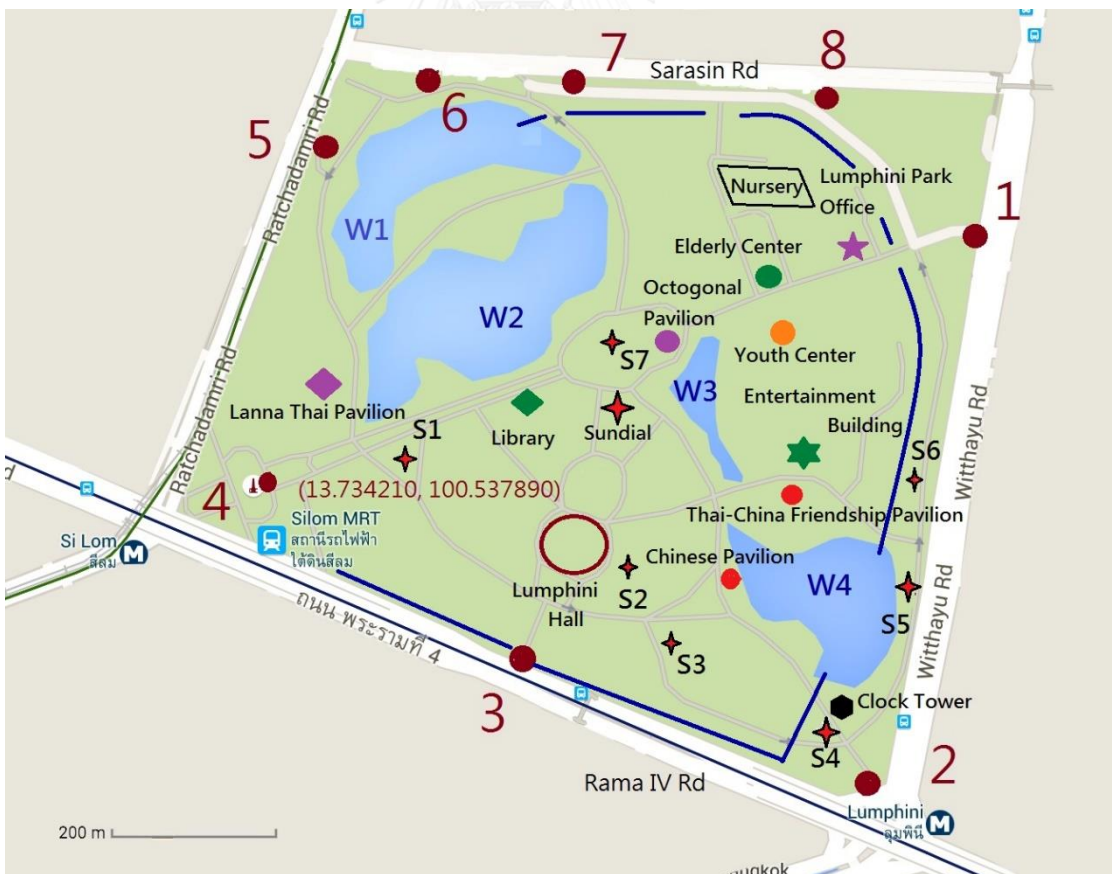 7
8
Sarasin Rd
6
5
Ratchadamri Rd
Nursery
Lumphini Park
Office
1
W1
Elderly Center
Octogonal
Pavilion
W2
S7
Youth Center
W3
Entertainment
Building
Ratchadamri Rd
Lanna Thai Pavilion
S1
Library
Sundial
S6
Witthayu Rd
4
(13.734210, 100.537890)
Thai-China Friendship Pavilion
Silom MRT
สถานีรถไฟฟ้า
ใต้ดินสีลม
Si Lom
สีลม
M
Chinese Pavilion
Lumphini
Hall
S2
W4
S5
Witthayu Rd
ถนน พระรามที่ 4
S3
3
Clock Tower
S4
2
Rama IV Rd
Lumphini
ลุมพินี
M
200 m